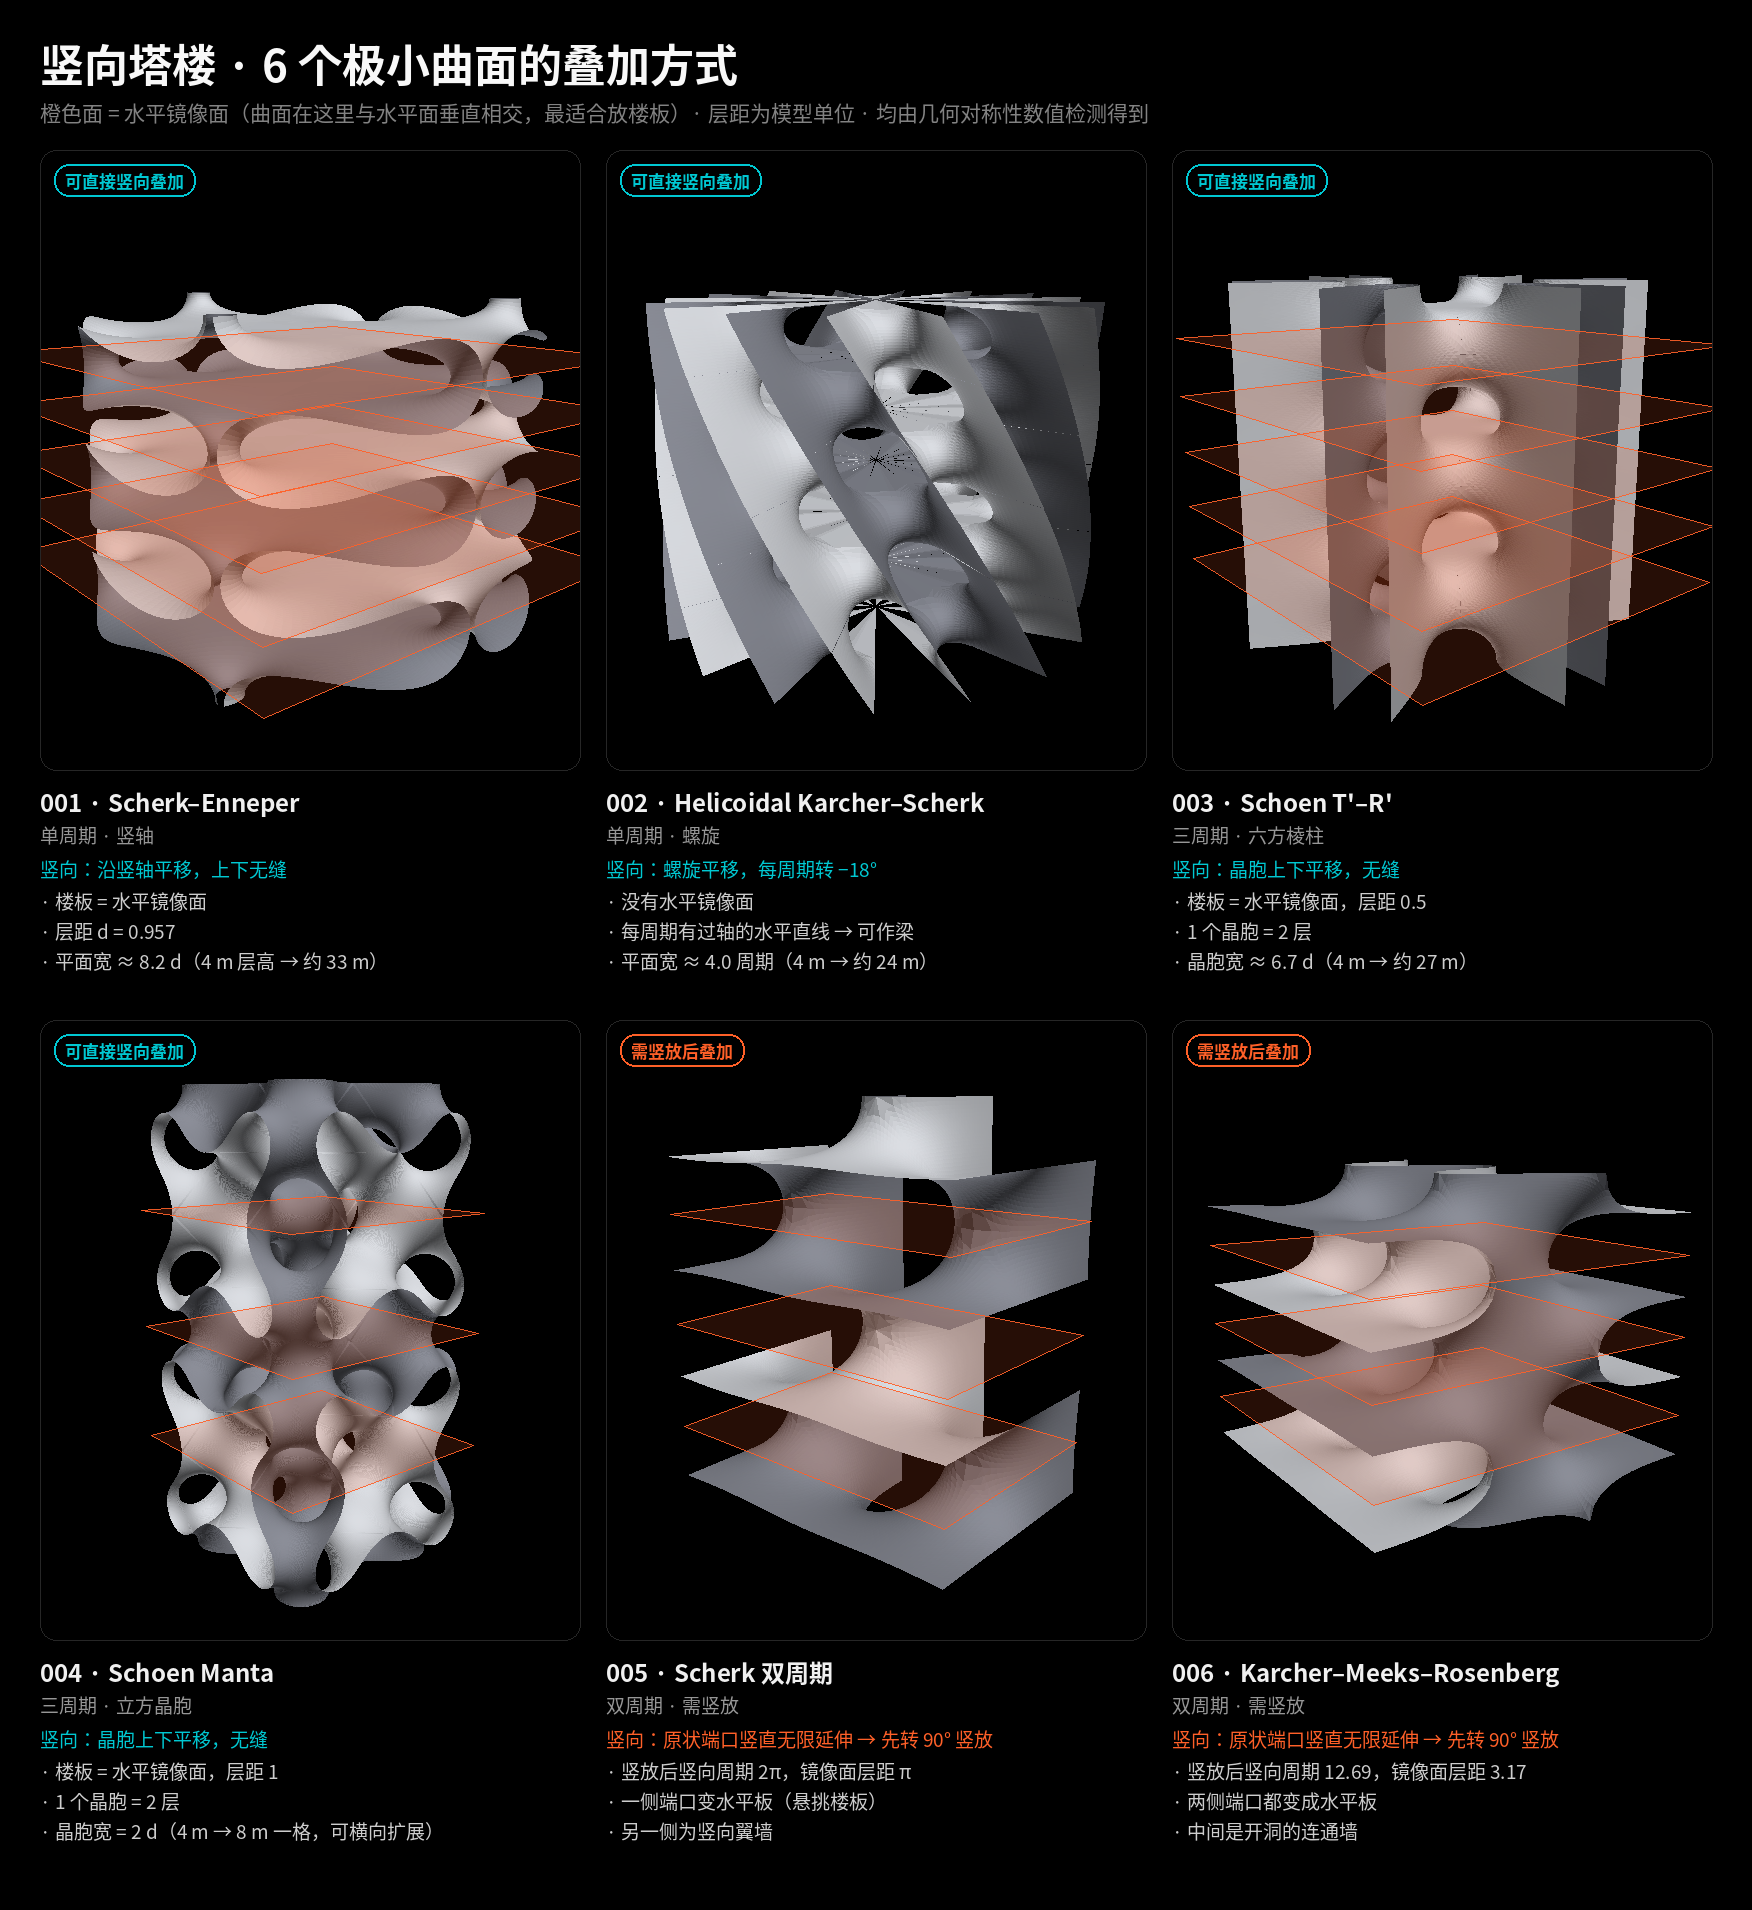 竖向塔楼 · 6 个极小曲面的叠加方式
橙色面 = 水平镜像面（曲面在这里与水平面垂直相交，最适合放楼板）· 层距为模型单位 · 均由几何对称性数值检测得到
可直接竖向叠加
可直接竖向叠加
可直接竖向叠加
001 · Scherk–Enneper
单周期 · 竖轴
竖向：沿竖轴平移，上下无缝
· 楼板 = 水平镜像面
· 层距 d = 0.957
· 平面宽 ≈ 8.2 d（4 m 层高 → 约 33 m）
002 · Helicoidal Karcher–Scherk
单周期 · 螺旋
竖向：螺旋平移，每周期转 −18°
· 没有水平镜像面
· 每周期有过轴的水平直线 → 可作梁
· 平面宽 ≈ 4.0 周期（4 m → 约 24 m）
003 · Schoen T'–R'
三周期 · 六方棱柱
竖向：晶胞上下平移，无缝
· 楼板 = 水平镜像面，层距 0.5
· 1 个晶胞 = 2 层
· 晶胞宽 ≈ 6.7 d（4 m → 约 27 m）
可直接竖向叠加
需竖放后叠加
需竖放后叠加
004 · Schoen Manta
三周期 · 立方晶胞
竖向：晶胞上下平移，无缝
· 楼板 = 水平镜像面，层距 1
· 1 个晶胞 = 2 层
· 晶胞宽 = 2 d（4 m → 8 m 一格，可横向扩展）
005 · Scherk 双周期
双周期 · 需竖放
竖向：原状端口竖直无限延伸 → 先转 90° 竖放
· 竖放后竖向周期 2π，镜像面层距 π
· 一侧端口变水平板（悬挑楼板）
· 另一侧为竖向翼墙
006 · Karcher–Meeks–Rosenberg
双周期 · 需竖放
竖向：原状端口竖直无限延伸 → 先转 90° 竖放
· 竖放后竖向周期 12.69，镜像面层距 3.17
· 两侧端口都变成水平板
· 中间是开洞的连通墙